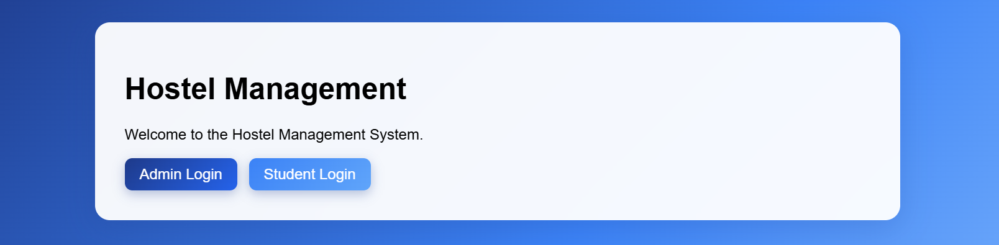 Hostel Management
Welcome to the Hostel Management System.
Admin Login
Student Login